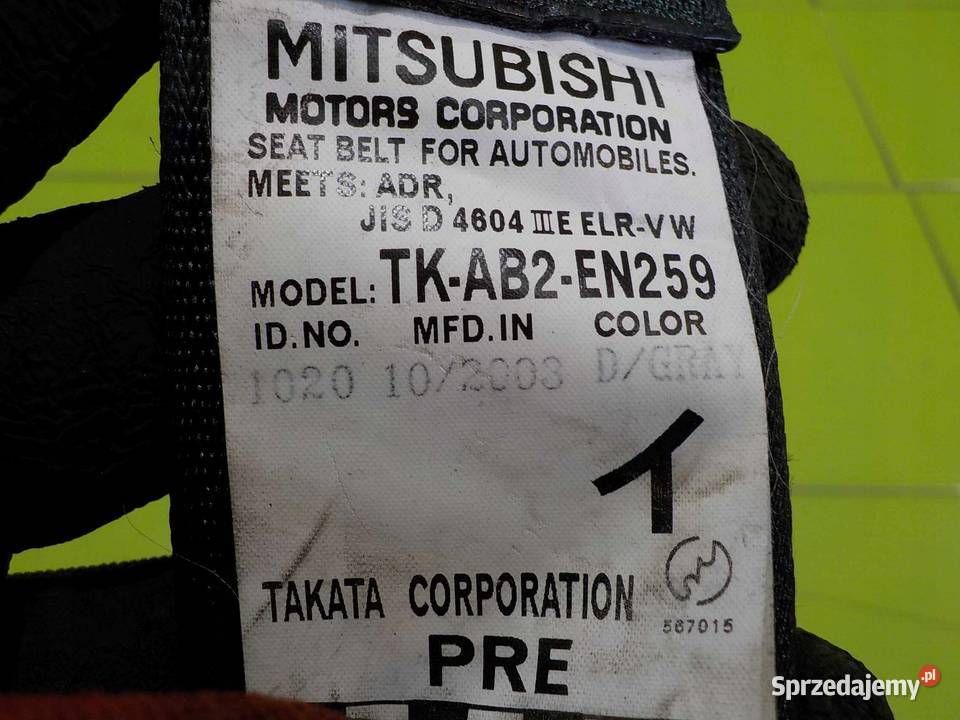 MITSUBISHI
MOTORS CORPORATION
SEAT BELT FOR AUTOMOBILES.
MEETS: ADR,
JIS D 4604 ⅢE ELR-VW
MODEL: TK-AB2-EN259
ID.NO. MFD.IN COLOR
1020 10/2003 D/GRAY
イ
TAKATA CORPORATION
567015
PRE
Sprzedajemy.pl